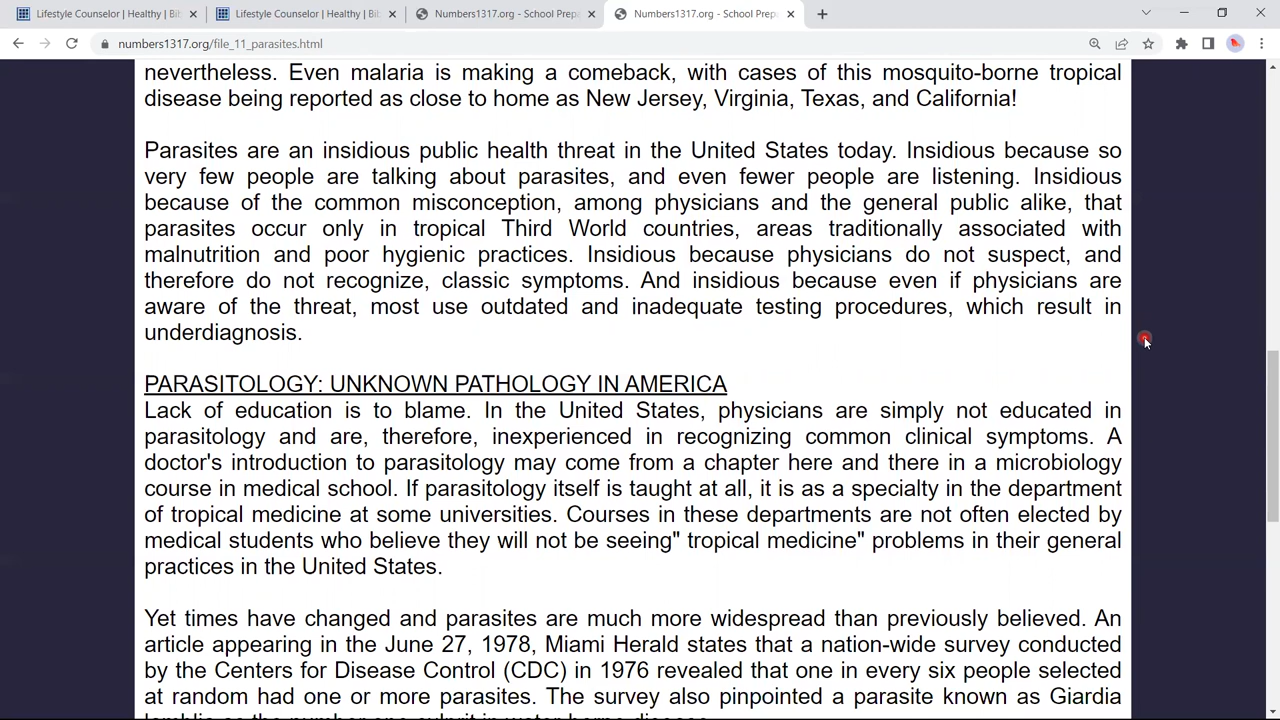 Lifestyle Counselor | Healthy | Bib
Lifestyle Counselor | Healthy | Bib
Numbers1317.org - School Prep
Numbers1317.org - School Prep
numbers1317.org/file_11_parasites.html
nevertheless. Even malaria is making a comeback, with cases of this mosquito-borne tropical
disease being reported as close to home as New Jersey, Virginia, Texas, and California!
Parasites are an insidious public health threat in the United States today. Insidious because so
very few people are talking about parasites, and even fewer people are listening. Insidious
because of the common misconception, among physicians and the general public alike, that
parasites occur only in tropical Third World countries, areas traditionally associated with
malnutrition and poor hygienic practices. Insidious because physicians do not suspect, and
therefore do not recognize, classic symptoms. And insidious because even if physicians are
aware of the threat, most use outdated and inadequate testing procedures, which result in
underdiagnosis.
PARASITOLOGY: UNKNOWN PATHOLOGY IN AMERICA
Lack of education is to blame. In the United States, physicians are simply not educated in
parasitology and are, therefore, inexperienced in recognizing common clinical symptoms. A
doctor's introduction to parasitology may come from a chapter here and there in a microbiology
course in medical school. If parasitology itself is taught at all, it is as a specialty in the department
of tropical medicine at some universities. Courses in these departments are not often elected by
medical students who believe they will not be seeing" tropical medicine" problems in their general
practices in the United States.
Yet times have changed and parasites are much more widespread than previously believed. An
article appearing in the June 27, 1978, Miami Herald states that a nation-wide survey conducted
by the Centers for Disease Control (CDC) in 1976 revealed that one in every six people selected
at random had one or more parasites. The survey also pinpointed a parasite known as Giardia
lamblia as the number one culprit in water borne disease